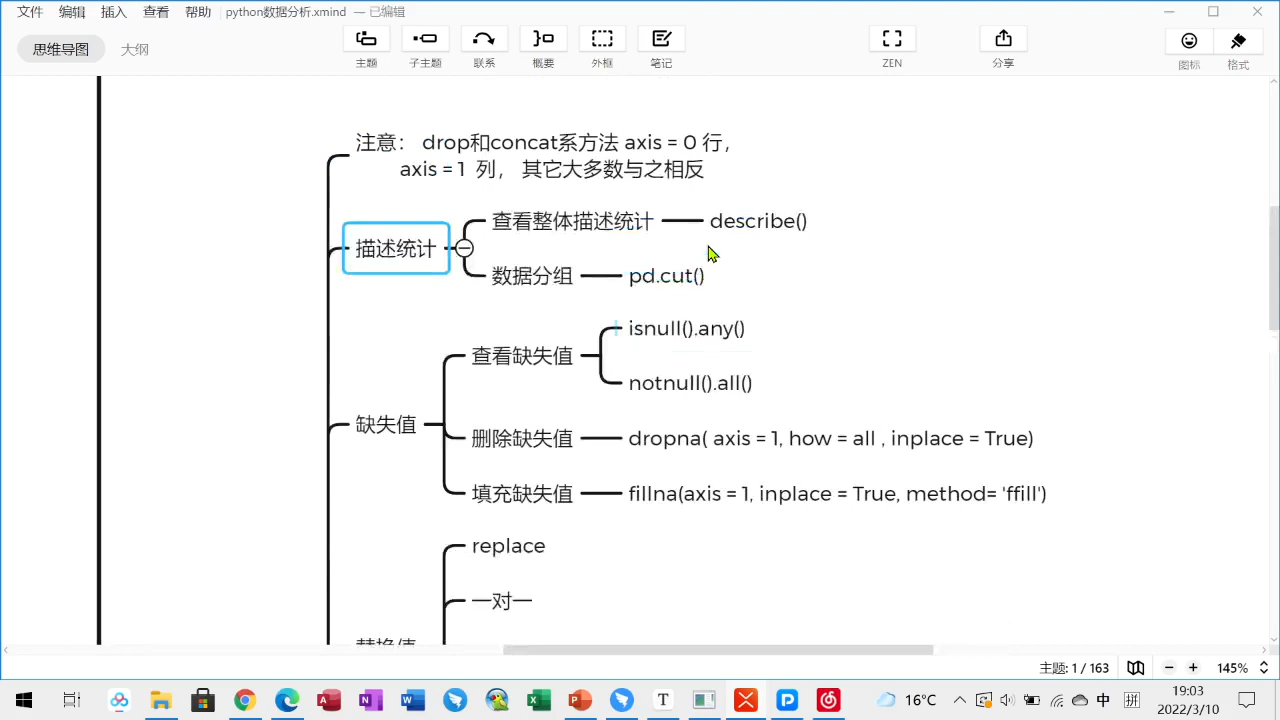 文件 编辑 插入 查看 帮助 python数据分析.xmind — 已编辑
思维导图 大纲
主题 子主题 联系 概要 外框 笔记 ZEN 分享 图标 格式
注意： drop和concat系方法 axis = 0 行，
axis = 1 列， 其它大多数与之相反
描述统计
查看整体描述统计 describe()
数据分组 pd.cut()
缺失值
查看缺失值
isnull().any()
notnull().all()
删除缺失值 dropna( axis = 1, how = all , inplace = True)
填充缺失值 fillna(axis = 1, inplace = True, method= 'ffill')
replace
一对一
主题: 1 / 163 145%
16°C 中 拼 19:03
2022/3/10